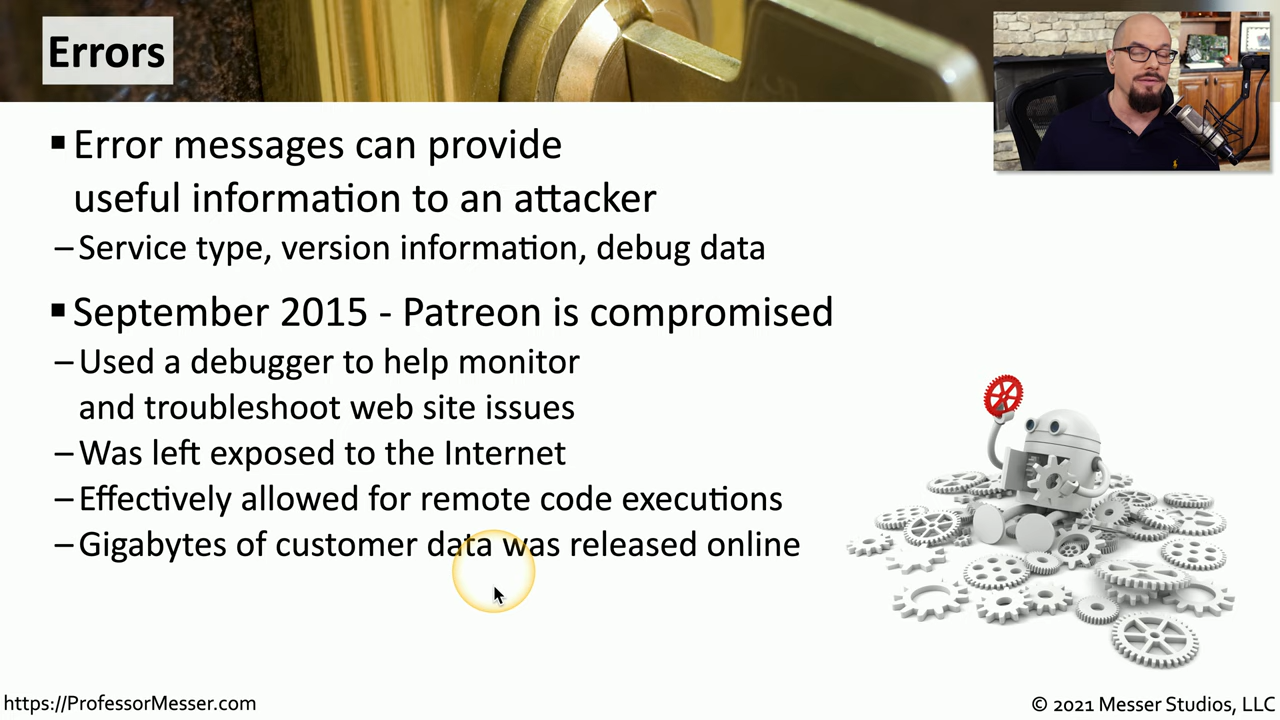 Errors
▪ Error messages can provide
useful information to an attacker
– Service type, version information, debug data
▪ September 2015 - Patreon is compromised
– Used a debugger to help monitor
and troubleshoot web site issues
– Was left exposed to the Internet
– Effectively allowed for remote code executions
– Gigabytes of customer data was released online
https://ProfessorMesser.com
© 2021 Messer Studios, LLC